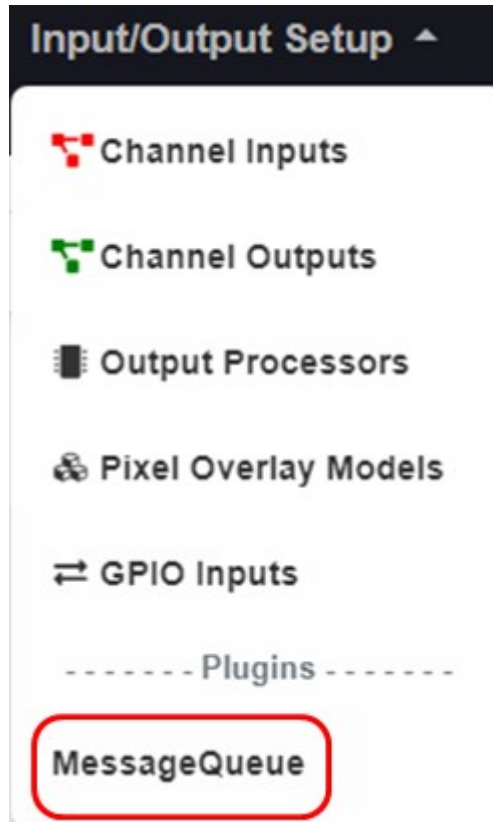 Input/Output Setup
Channel Inputs
Channel Outputs
Output Processors
Pixel Overlay Models
GPIO Inputs
- - - - - - - Plugins - - - - - - -
MessageQueue